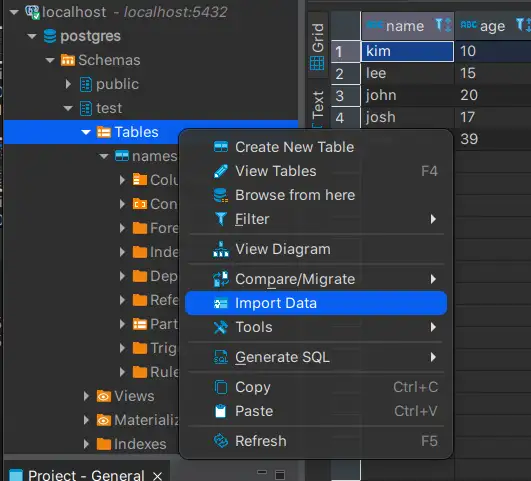 localhost - localhost:5432
postgres
Schemas
public
test
Tables
names
Colu
Con
Fore
Inde
Dep
Refe
Part
Trig
Rule
Views
Materializ
Indexes
Project - General
Create New Table
View Tables F4
Browse from here
Filter
View Diagram
Compare/Migrate
Import Data
Tools
Generate SQL
Copy Ctrl+C
Paste Ctrl+V
Refresh F5
Grid
Text
name ABC age
1 kim 10
2 lee 15
3 john 20
4 josh 17
39